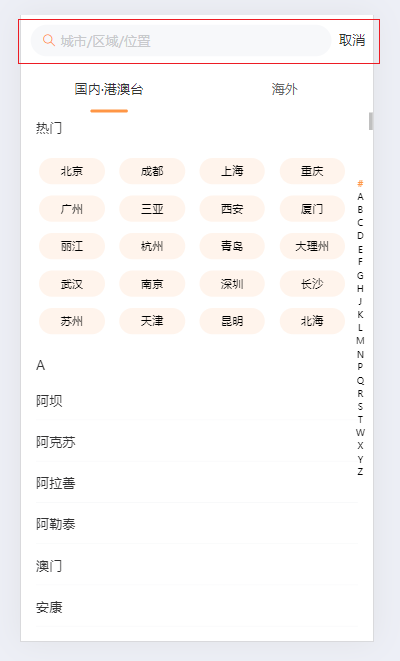 城市/区域/位置 取消
国内·港澳台 海外
热门
北京 成都 上海 重庆
广州 三亚 西安 厦门
丽江 杭州 青岛 大理州
武汉 南京 深圳 长沙
苏州 天津 昆明 北海
A
阿坝
阿克苏
阿拉善
阿勒泰
澳门
安康
#
A
B
C
D
E
F
G
H
J
K
L
M
N
P
Q
R
S
T
W
X
Y
Z